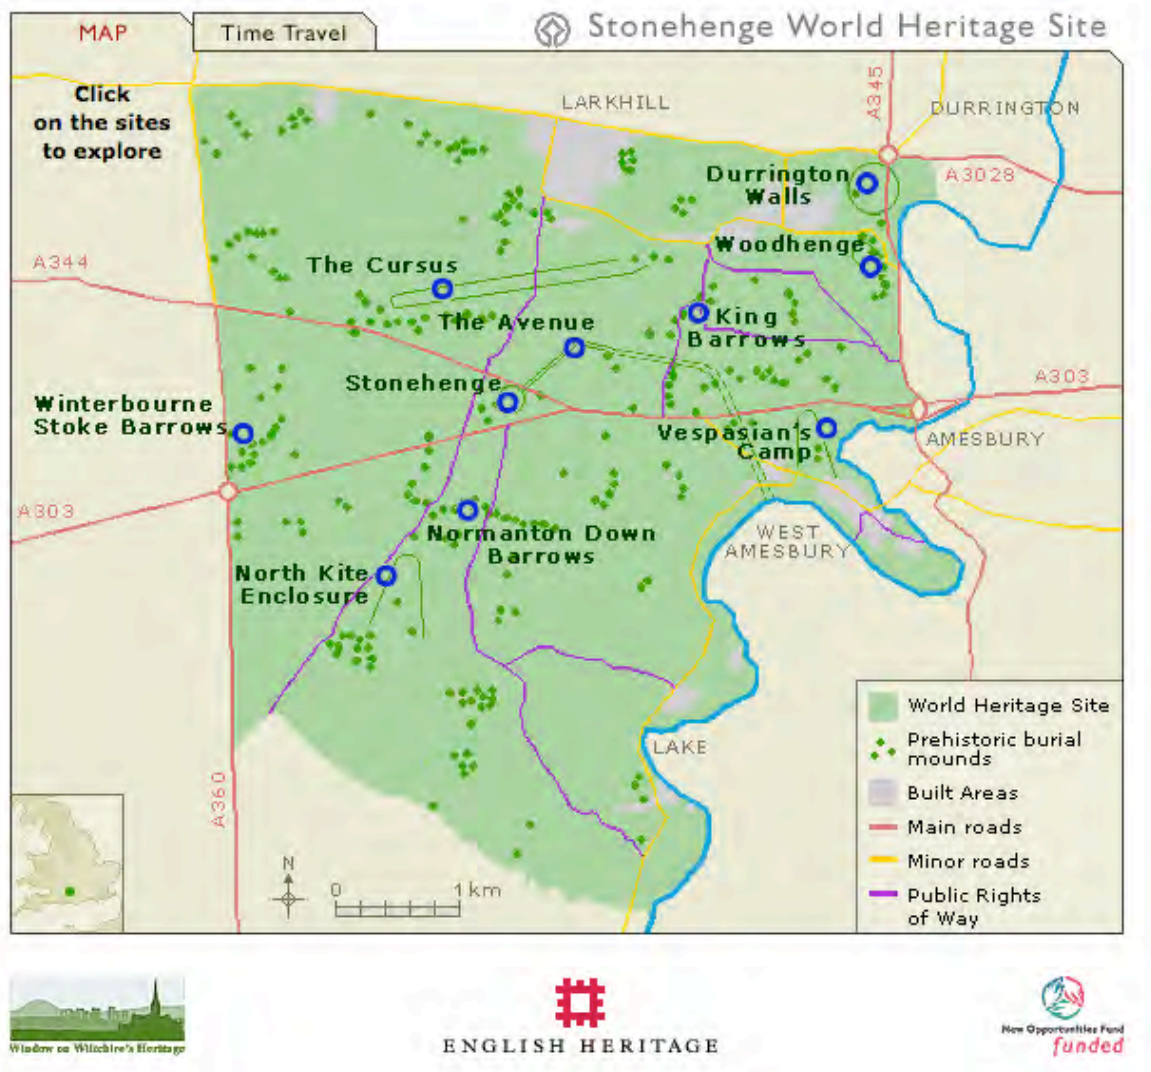 MAP
Time Travel
Stonehenge World Heritage Site
Click
on the sites
to explore
LARKHILL
A345
DURRINGTON
A3028
Durrington
Walls
Woodhenge
A344
The Cursus
The Avenue
King
Barrows
Stonehenge
A303
Winterbourne
Stoke Barrows
Vespasian's
Camp
AMESBURY
A303
Normanton Down
Barrows
WEST
AMESBURY
North Kite
Enclosure
LAKE
A360
N
0 1 km
World Heritage Site
Prehistoric burial
mounds
Built Areas
Main roads
Minor roads
Public Rights
of Way
Window on Wiltshire's Heritage
ENGLISH HERITAGE
New Opportunities Fund
funded